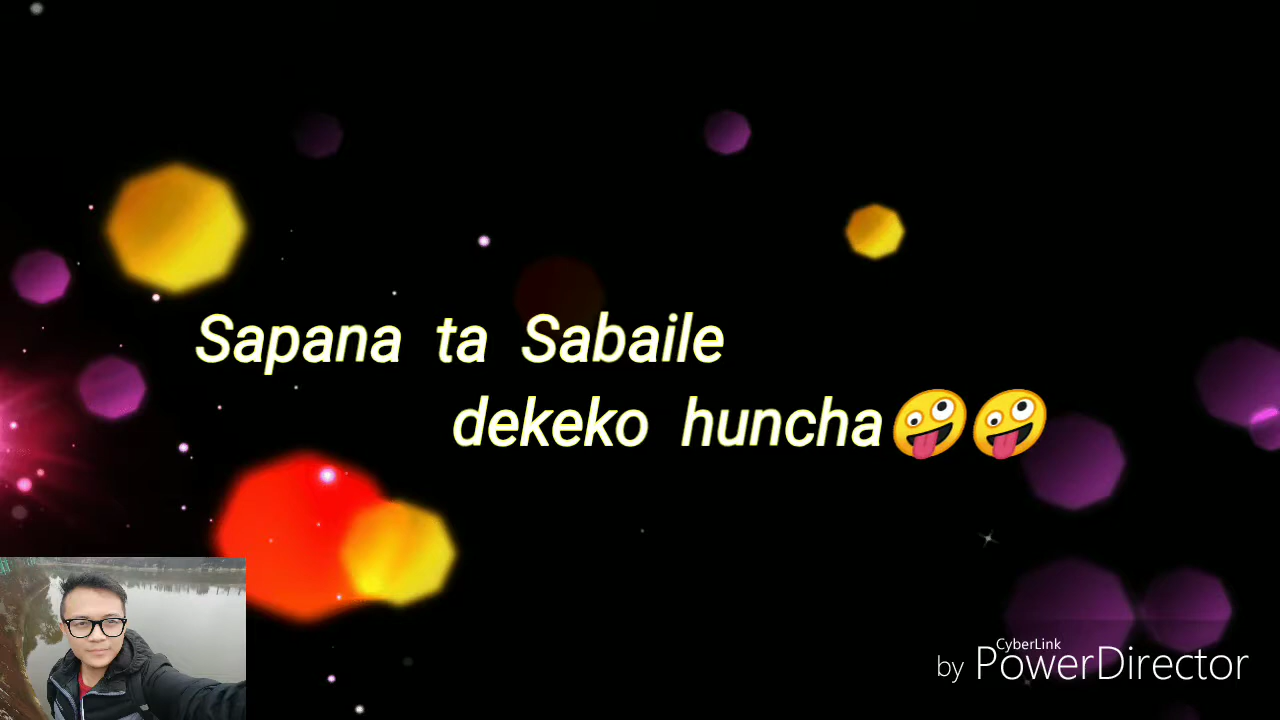 Sapana ta Sabaile
dekeko huncha🤪🤪
CyberLink
by PowerDirector